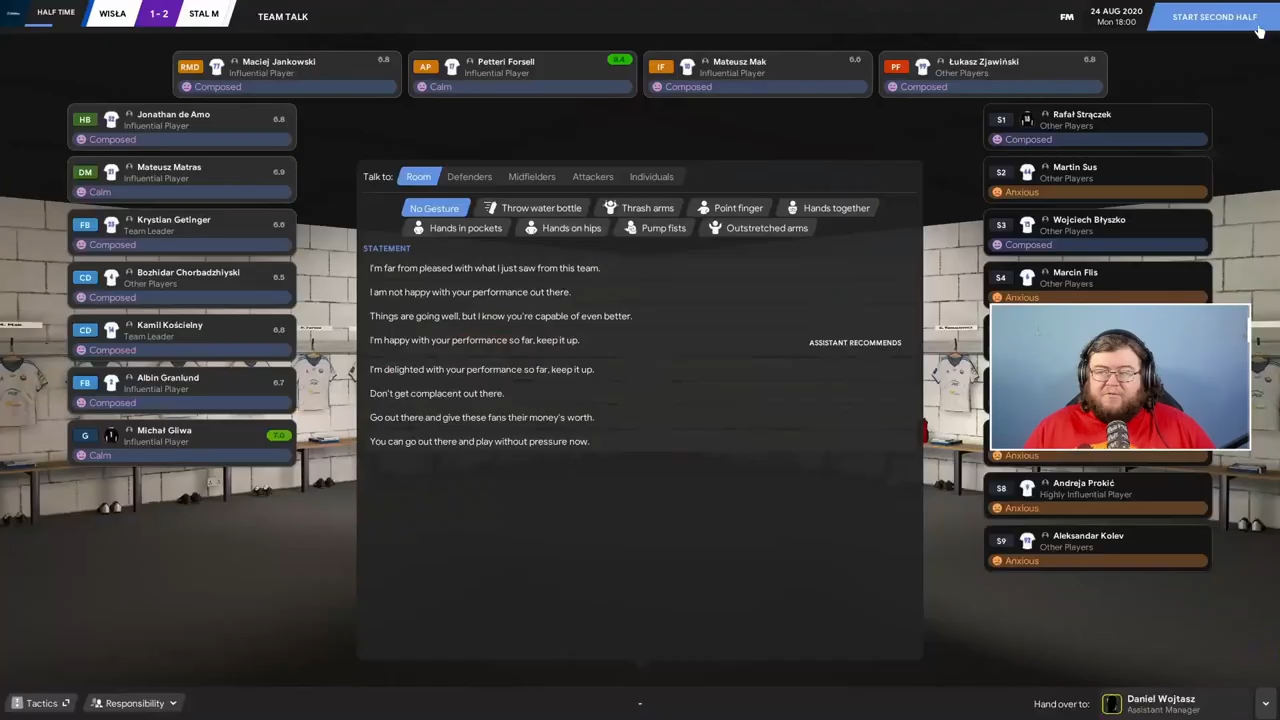 HALF TIME
WISŁA
1 - 2
STAL M
TEAM TALK
FM
24 AUG 2020
Mon 18:00
START SECOND HALF
RMD
Maciej Jankowski
6.8
Influential Player
Composed
AP
Petteri Forsell
8.4
Influential Player
Calm
IF
Mateusz Mak
6.0
Influential Player
Composed
PF
Łukasz Zjawiński
6.8
Other Players
Composed
HB
Jonathan de Amo
6.8
Influential Player
Composed
DM
Mateusz Matras
6.9
Influential Player
Calm
FB
Krystian Getinger
6.6
Team Leader
Composed
CD
Bozhidar Chorbadzhiyski
6.5
Other Players
Composed
CD
Kamil Kościelny
6.8
Team Leader
Composed
FB
Albin Granlund
6.7
Influential Player
Composed
G
Michał Gliwa
7.0
Influential Player
Calm
Talk to:
Room
Defenders
Midfielders
Attackers
Individuals
No Gesture
Throw water bottle
Thrash arms
Point finger
Hands together
Hands in pockets
Hands on hips
Pump fists
Outstretched arms
STATEMENT
I'm far from pleased with what I just saw from this team.
I am not happy with your performance out there.
Things are going well, but I know you're capable of even better.
I'm happy with your performance so far, keep it up.
ASSISTANT RECOMMENDS
I'm delighted with your performance so far, keep it up.
Don't get complacent out there.
Go out there and give these fans their money's worth.
You can go out there and play without pressure now.
S1
Rafał Strączek
Other Players
Composed
S2
Martin Sus
Other Players
Anxious
S3
Wojciech Błyszko
Other Players
Composed
S4
Marcin Flis
Other Players
Anxious
Anxious
S8
Andreja Prokić
Highly Influential Player
Anxious
S9
Aleksandar Kolev
Other Players
Anxious
Tactics
Responsibility
-
Hand over to:
Daniel Wojtasz
Assistant Manager